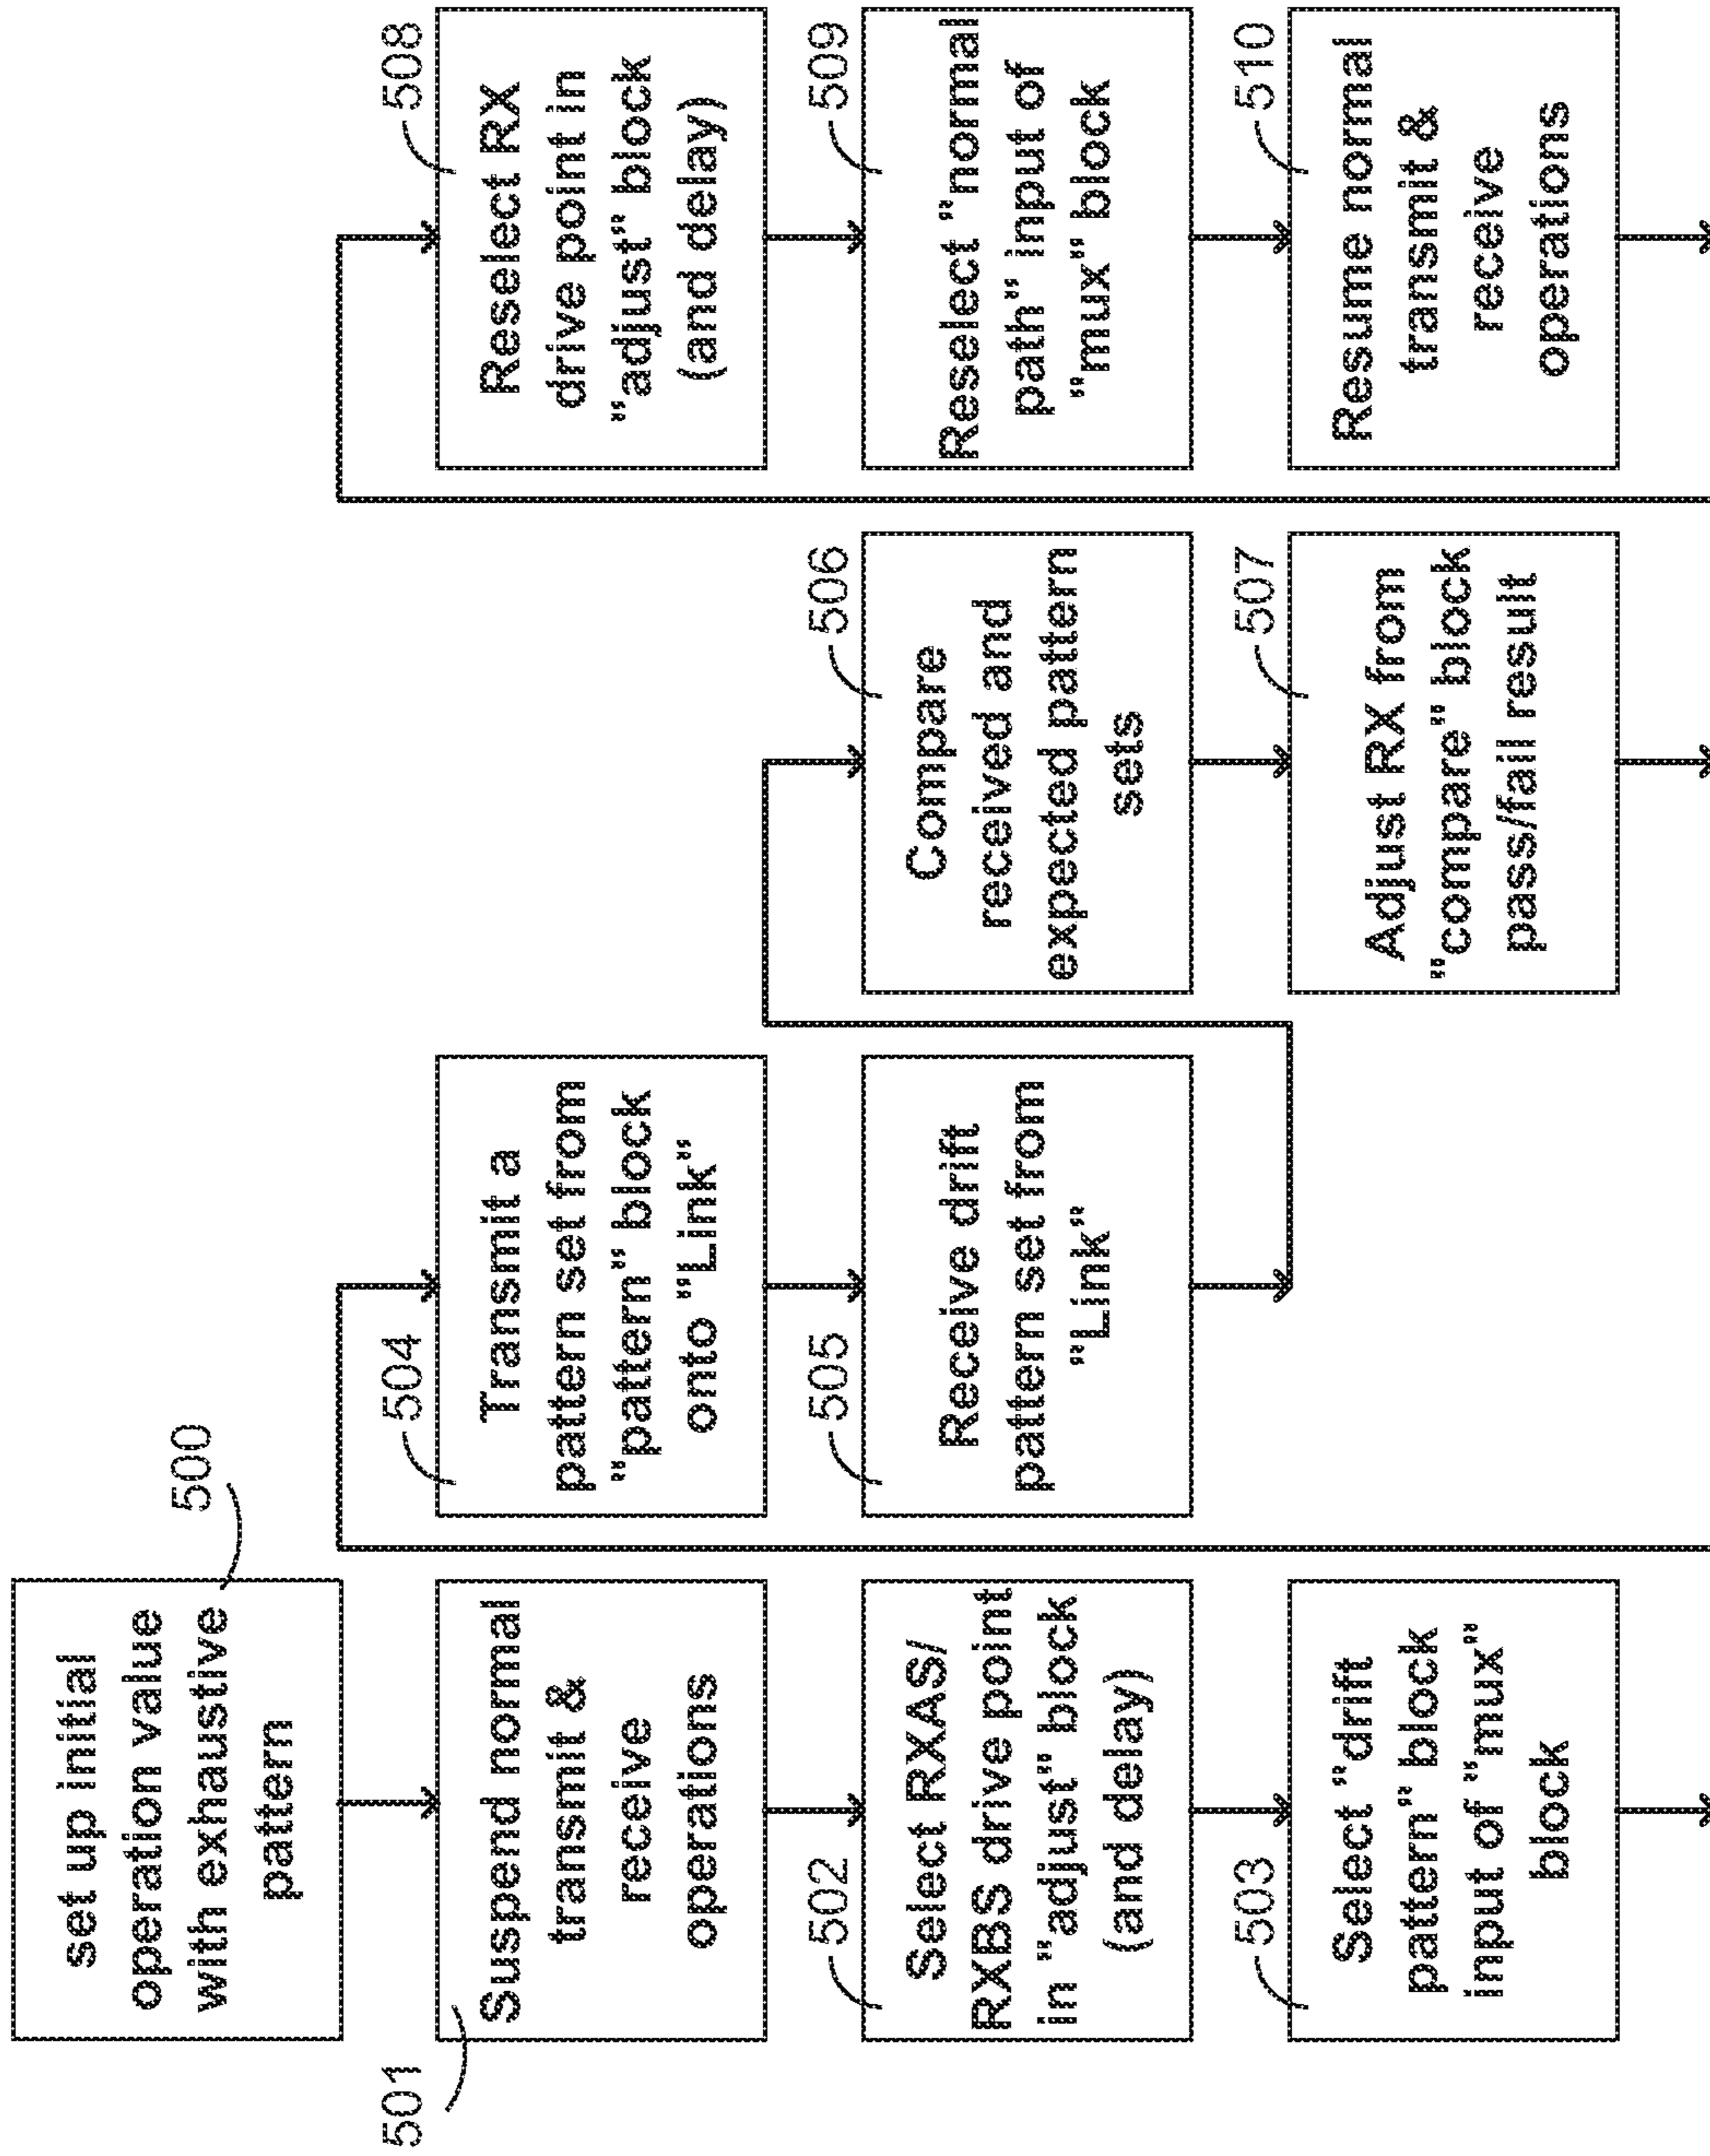 500
set up initial
operation value
with exhaustive
pattern
501
Suspend normal
transmit &
receive
operations
502
Select RXAS/
RXBS drive point
in "adjust" block
(and delay)
503
Select "drift
pattern" block
input of "mux"
block
504
Transmit a
pattern set from
"pattern" block
onto "Link"
505
Receive drift
pattern set from
"Link"
506
Compare
received and
expected pattern
sets
507
Adjust RX from
"compare" block
pass/fail result
508
Reselect RX
drive point in
"adjust" block
(and delay)
509
Reselect "normal
path" input of
"mux" block
510
Resume normal
transmit &
receive
operations